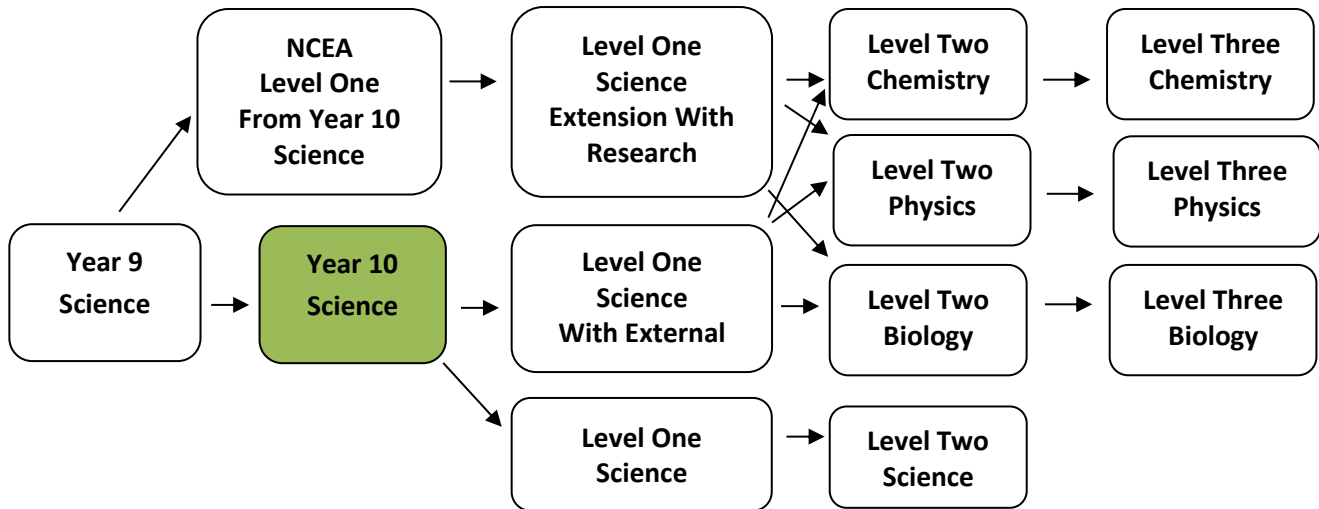 NCEA
Level One
From Year 10
Science
Level One
Science
Extension With
Research
Level Two
Chemistry
Level Three
Chemistry
Level Two
Physics
Level Three
Physics
Year 9
Science
Year 10
Science
Level One
Science
With External
Level Two
Biology
Level Three
Biology
Level One
Science
Level Two
Science